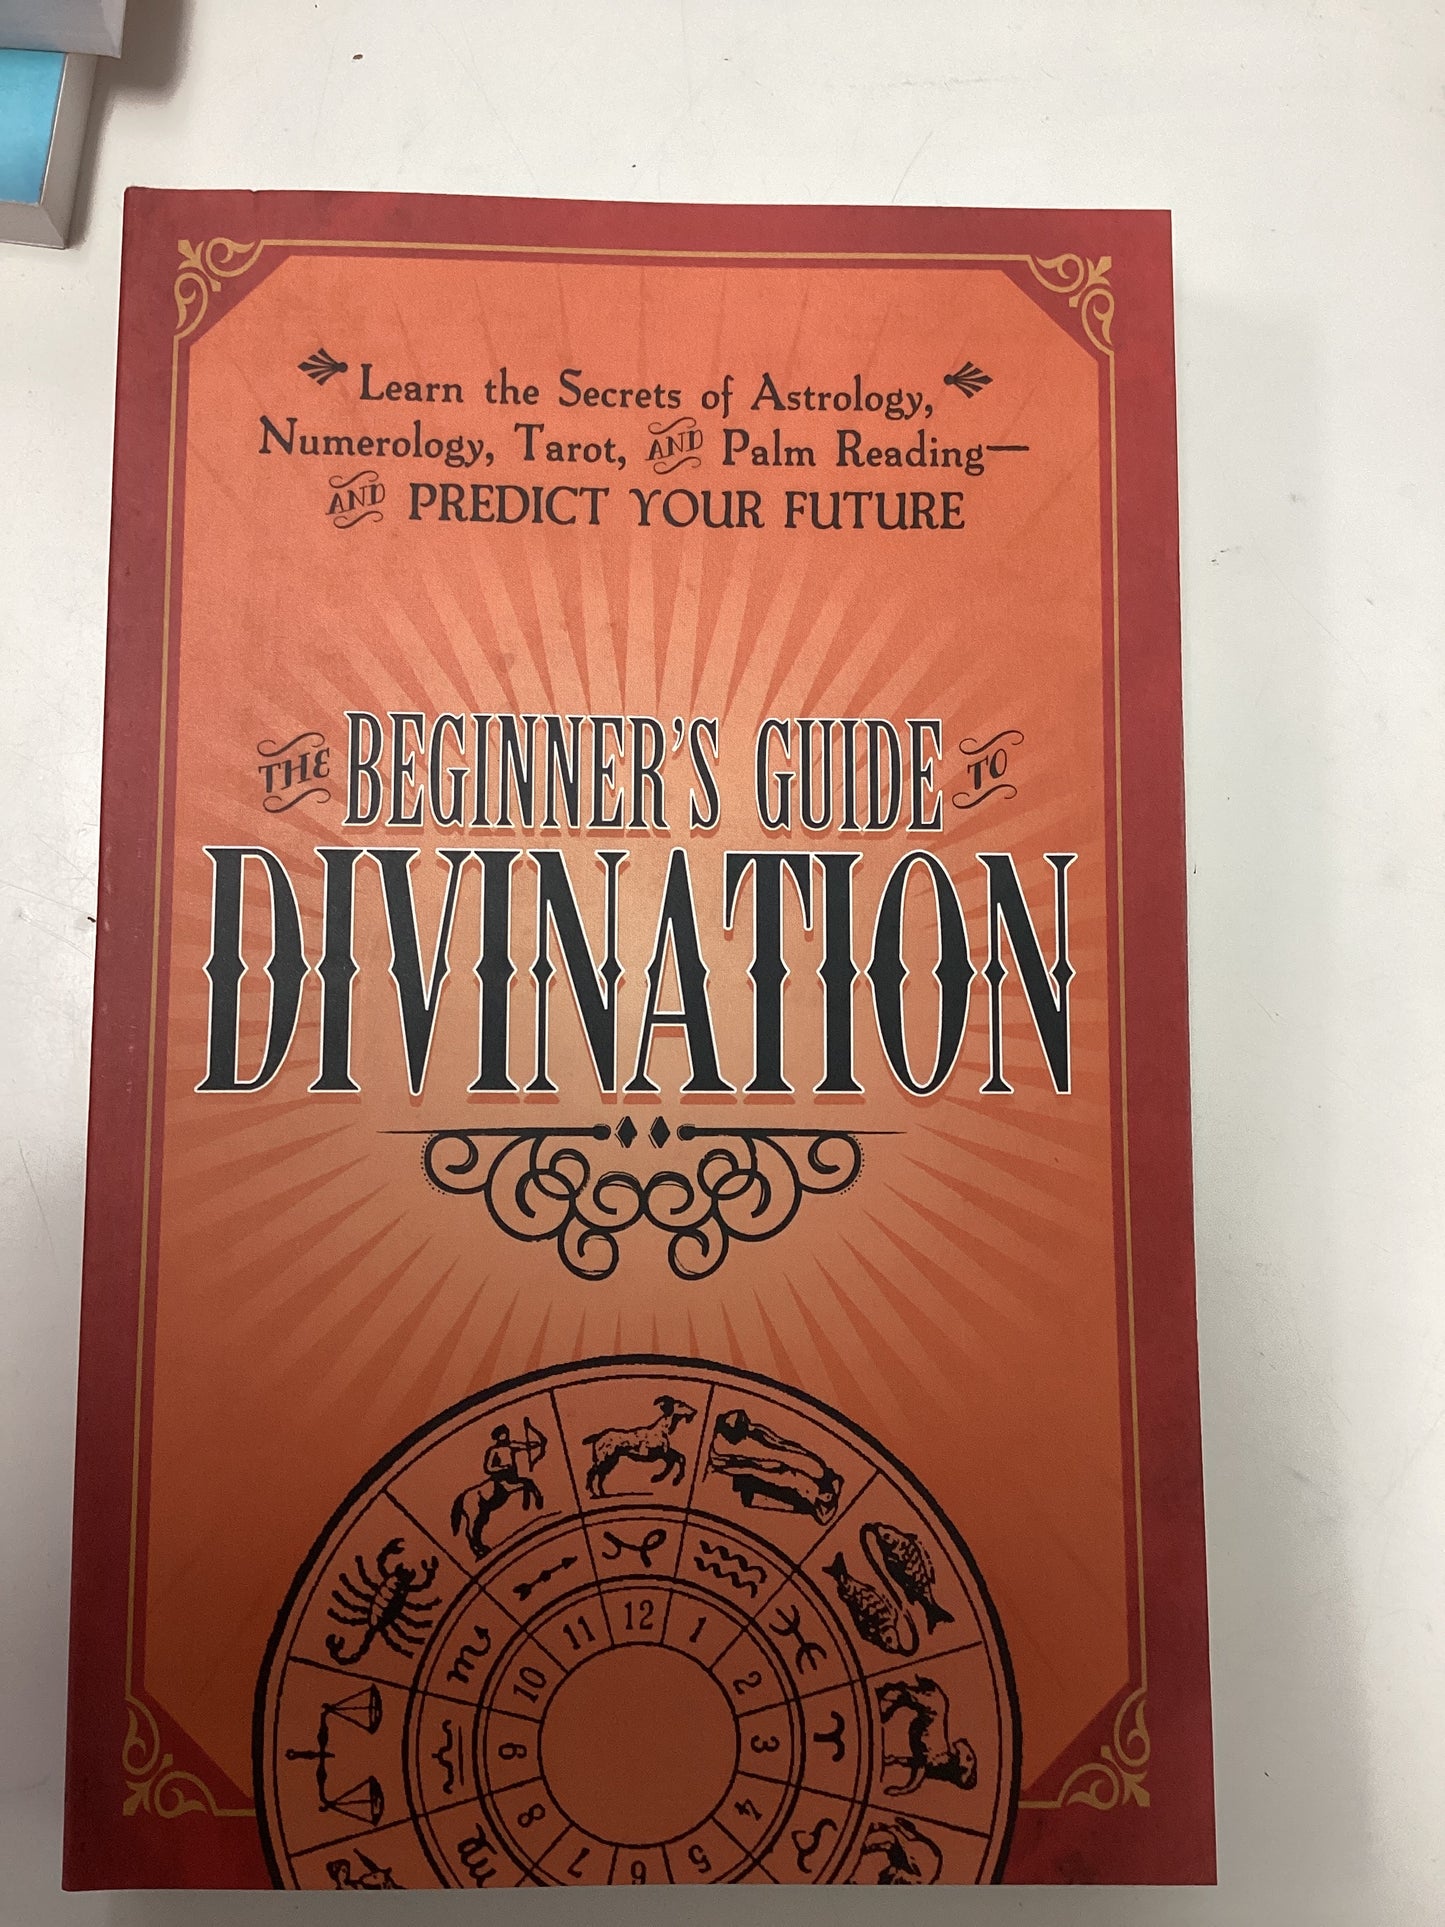 Learn the Secrets of Astrology,
Numerology, Tarot, AND Palm Reading—
AND PREDICT YOUR FUTURE
THE BEGINNER'S GUIDE TO
DIVINATION
12
11
1
10
2
9
3
8
4
7
6
5